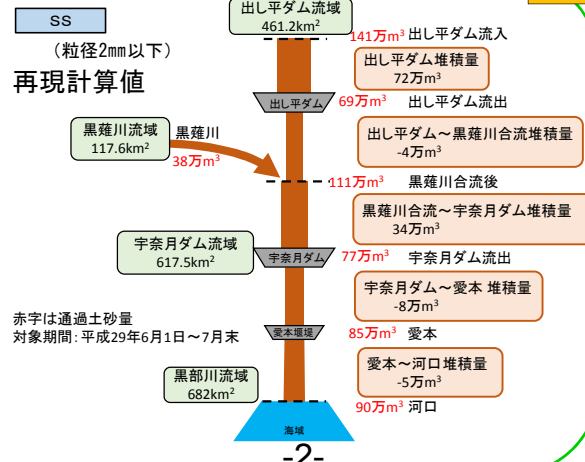 SS
(粒径2mm以下)
再現計算値
出し平ダム流域
461.2km²
141万m³ 出し平ダム流入
出し平ダム堆積量
72万m³
出し平ダム
69万m³ 出し平ダム流出
黒薙川流域
117.6km²
黒薙川
38万m³
出し平ダム～黒薙川合流堆積量
-4万m³
111万m³ 黒薙川合流後
黒薙川合流～宇奈月ダム堆積量
34万m³
宇奈月ダム流域
617.5km²
宇奈月ダム
77万m³ 宇奈月ダム流出
宇奈月ダム～愛本 堆積量
-8万m³
赤字は通過土砂量
対象期間:平成29年6月1日～7月末
愛本堰堤
85万m³ 愛本
愛本～河口堆積量
-5万m³
黒部川流域
682km²
90万m³ 河口
海域
-2-